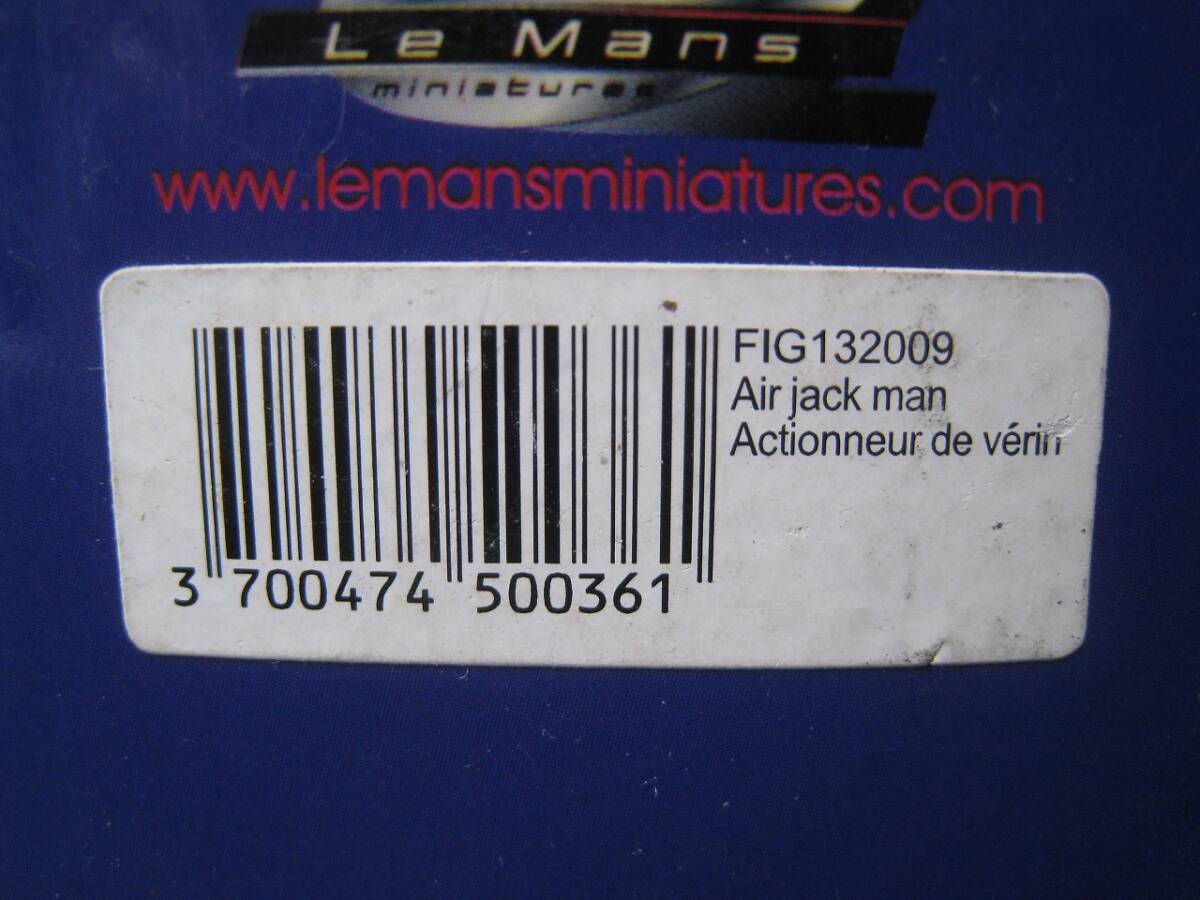 Le Mans
miniatures
www.lemansminiatures.com
FIG132009
Air jack man
Actionneur de vérin
3 700474 500361